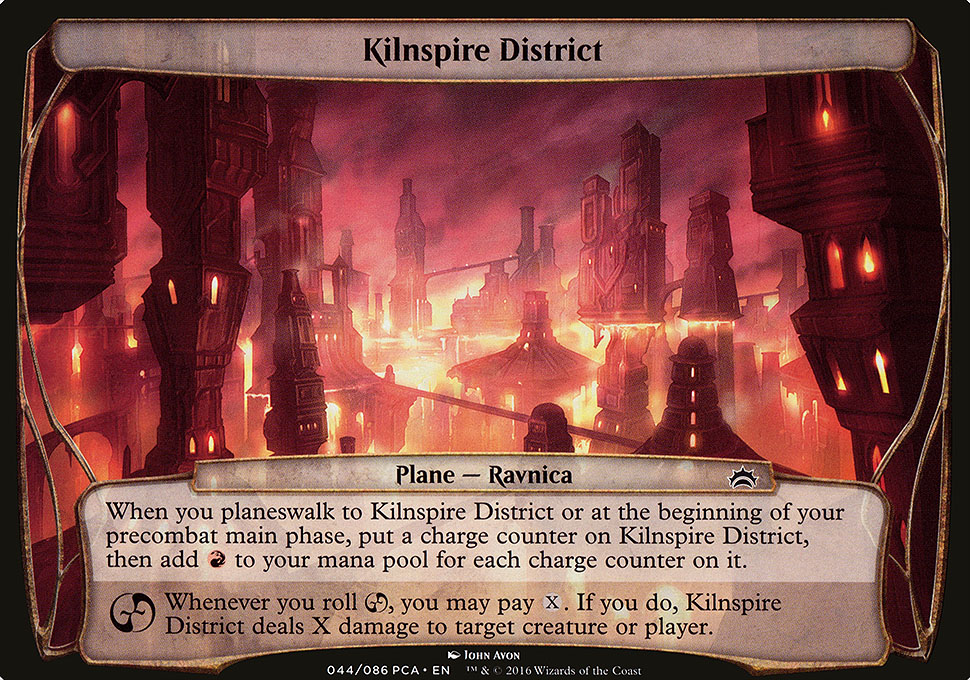 Kilnspire District
Plane — Ravnica
When you planeswalk to Kilnspire District or at the beginning of your
precombat main phase, put a charge counter on Kilnspire District,
then add to your mana pool for each charge counter on it.
Whenever you roll , you may pay X. If you do, Kilnspire
District deals X damage to target creature or player.
John Avon
044/086 PCA • EN ™ & © 2016 Wizards of the Coast